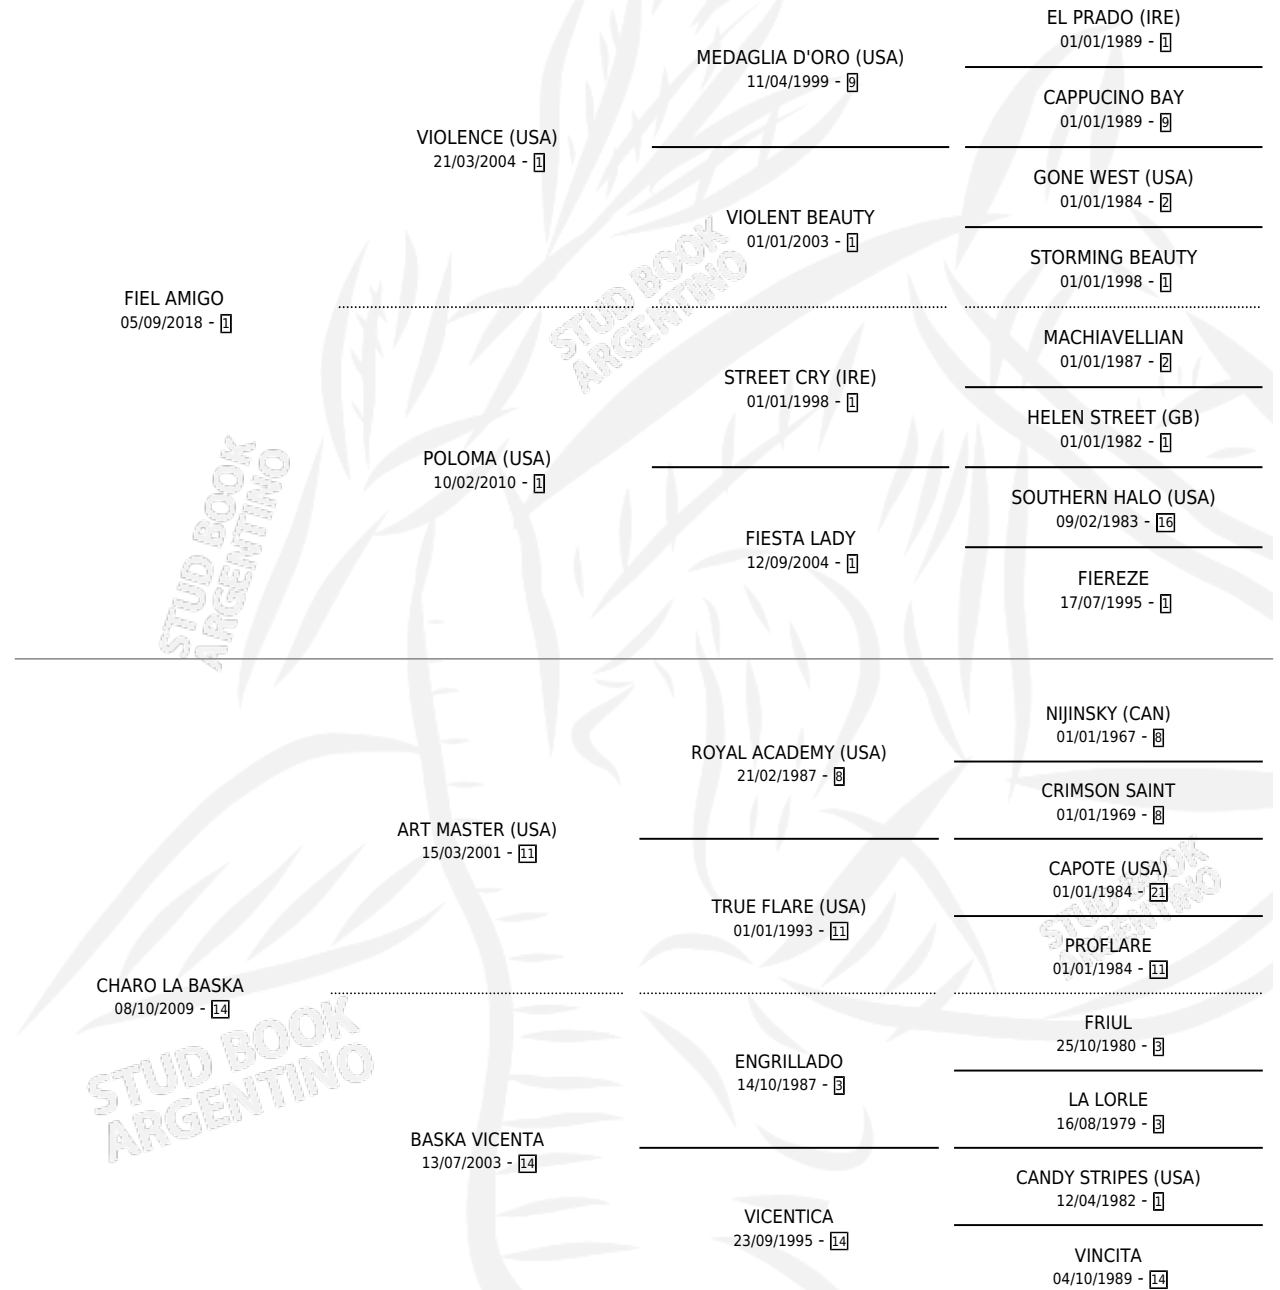 EL PRADO (IRE)
01/01/1989 - 1
MEDAGLIA D'ORO (USA)
11/04/1999 - 9
CAPPUCINO BAY
01/01/1989 - 9
VIOLENCE (USA)
21/03/2004 - 1
GONE WEST (USA)
01/01/1984 - 2
VIOLENT BEAUTY
01/01/2003 - 1
STORMING BEAUTY
01/01/1998 - 1
FIEL AMIGO
05/09/2018 - 1
MACHIAVELLIAN
01/01/1987 - 2
STREET CRY (IRE)
01/01/1998 - 1
HELEN STREET (GB)
01/01/1982 - 1
POLOMA (USA)
10/02/2010 - 1
SOUTHERN HALO (USA)
09/02/1983 - 16
FIESTA LADY
12/09/2004 - 1
FIEREZE
17/07/1995 - 1
NIJINSKY (CAN)
01/01/1967 - 8
ROYAL ACADEMY (USA)
21/02/1987 - 8
CRIMSON SAINT
01/01/1969 - 8
ART MASTER (USA)
15/03/2001 - 11
CAPOTE (USA)
01/01/1984 - 21
TRUE FLARE (USA)
01/01/1993 - 11
PROFLARE
01/01/1984 - 11
CHARO LA BASKA
08/10/2009 - 14
FRIUL
25/10/1980 - 3
ENGRILLADO
14/10/1987 - 3
LA LORLE
16/08/1979 - 3
BASKA VICENTA
13/07/2003 - 14
CANDY STRIPES (USA)
12/04/1982 - 1
VICENTICA
23/09/1995 - 14
VINCITA
04/10/1989 - 14
STUD BOOK
ARGENTINO
STUD BOOK
ARGENTINO
STUD BOOK
ARGENTINO
STUD BOOK
ARGENTINO